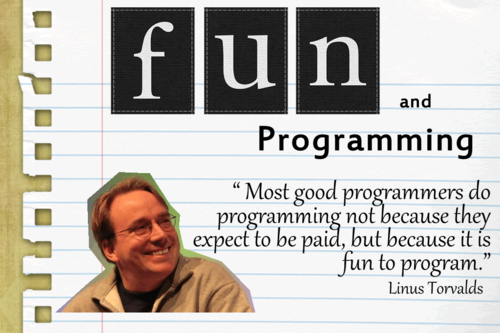 fun
and
Programming
“ Most good programmers do
programming not because they
expect to be paid, but because it is
fun to program.”
Linus Torvalds